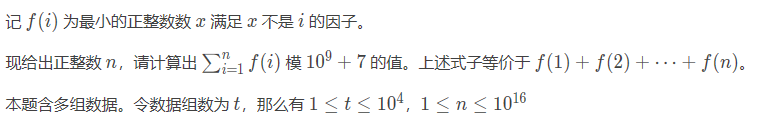 记 f(i) 为最小的正整数数 x 满足 x 不是 i 的因子。
现给出正整数 n，请计算出 ∑_{i=1}^{n} f(i) 模 10^9 + 7 的值。上述式子等价于 f(1) + f(2) + ⋯ + f(n)。
本题含多组数据。令数据组数为 t，那么有 1 ≤ t ≤ 10^4，1 ≤ n ≤ 10^16